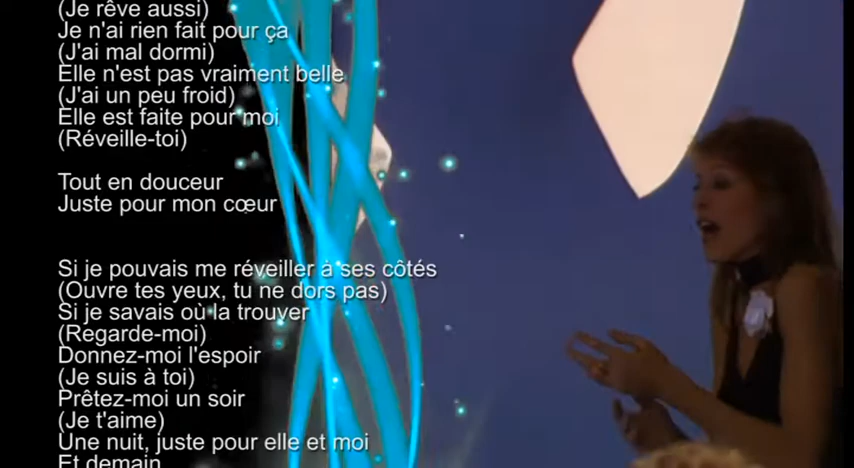 (Je rêve aussi)
Je n'ai rien fait pour ça
(J'ai mal dormi)
Elle n'est pas vraiment belle
(J'ai un peu froid)
Elle est faite pour moi
(Réveille-toi)
Tout en douceur
Juste pour mon cœur
Si je pouvais me réveiller à ses côtés
(Ouvre tes yeux, tu ne dors pas)
Si je savais où la trouver
(Regarde-moi)
Donnez-moi l'espoir
(Je suis à toi)
Prêtez-moi un soir
(Je t'aime)
Une nuit, juste pour elle et moi
Et demain